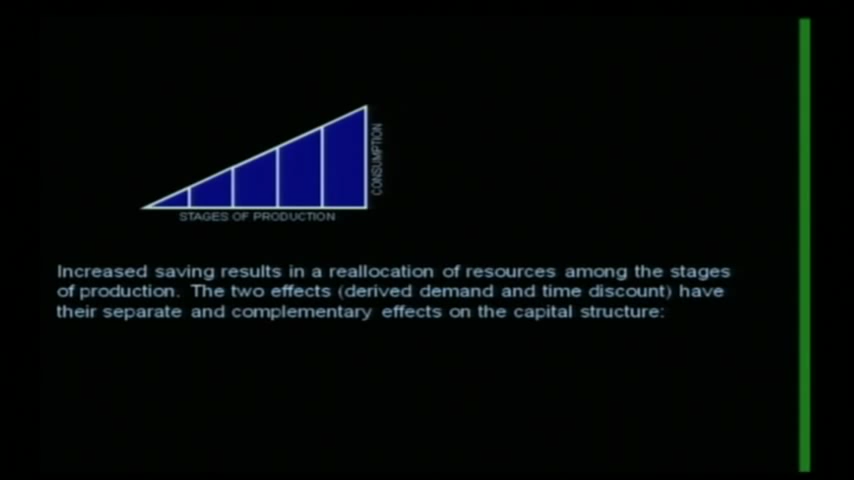 CONSUMPTION
STAGES OF PRODUCTION
Increased saving results in a reallocation of resources among the stages
of production. The two effects (derived demand and time discount) have
their separate and complementary effects on the capital structure: